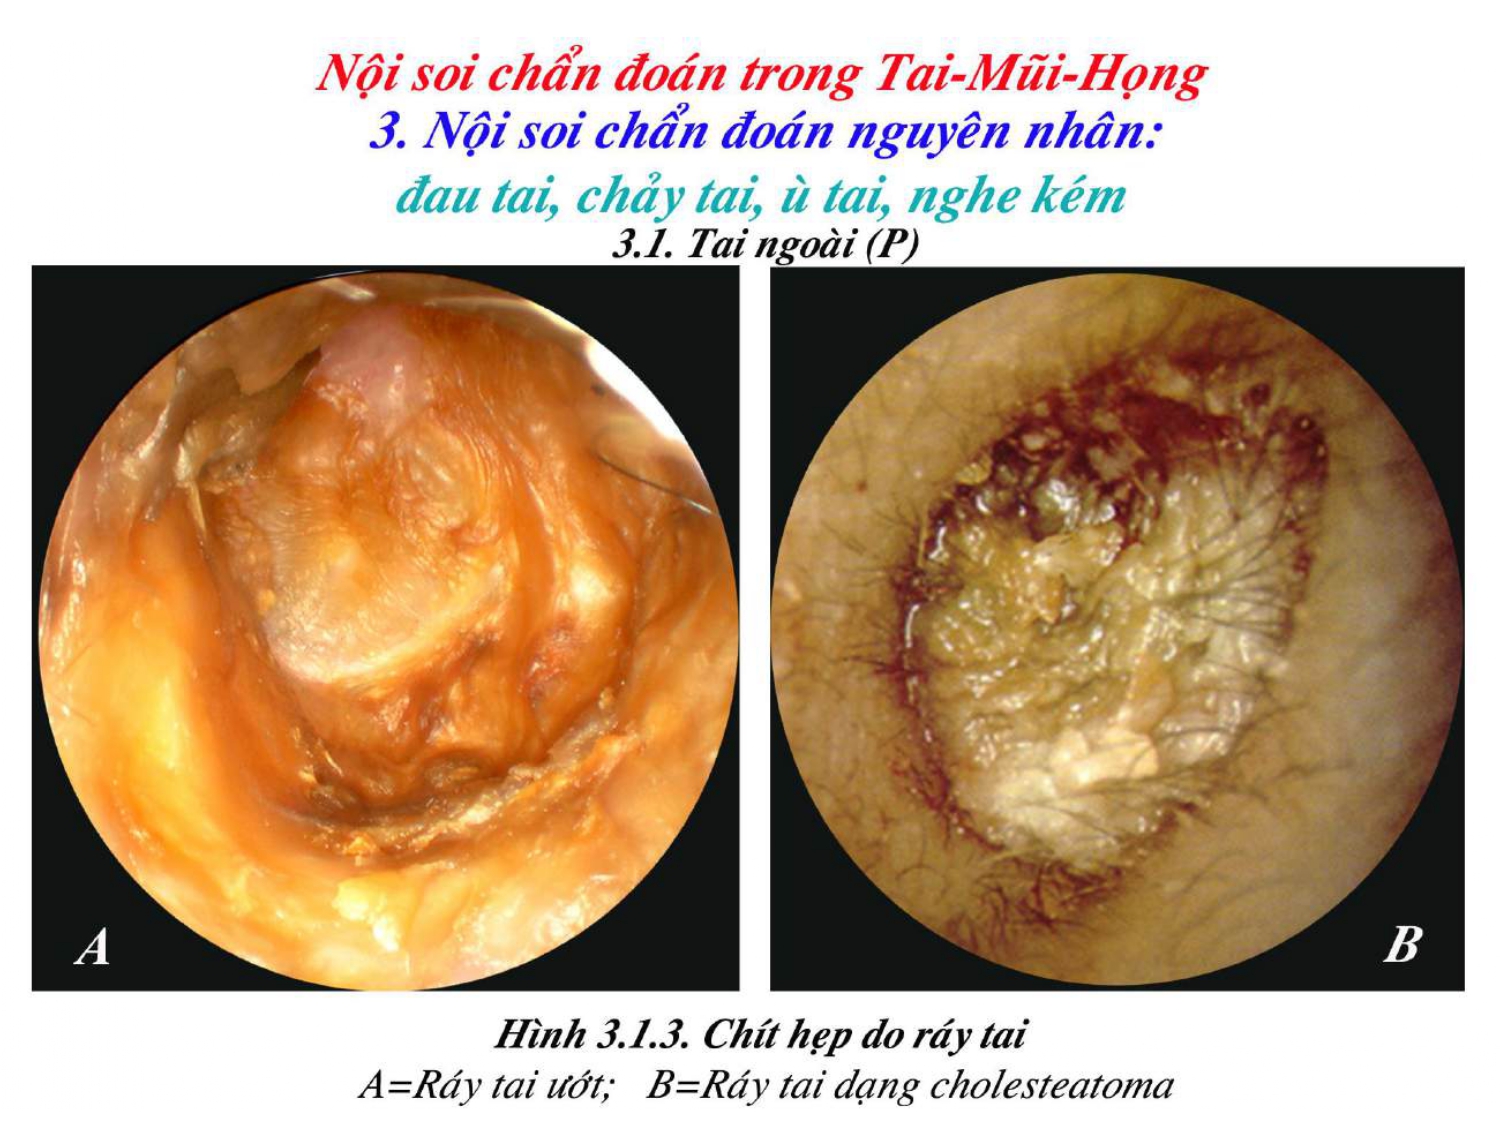 Nội soi chẩn đoán trong Tai-Mũi-Họng
3. Nội soi chẩn đoán nguyên nhân:
đau tai, chảy tai, ù tai, nghe kém
3.1. Tai ngoài (P)
A
B
Hình 3.1.3. Chít hẹp do ráy tai
A=Ráy tai ướt; B=Ráy tai dạng cholesteatoma